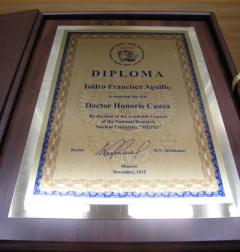 DIPLOMA
Isidro Francisco Aguillo
is awarded the title
Doctor Honoris Causa
By decision of the Academic Council
of the National Research
Nuclear University "MEPhI"
Rector
M.N. Strikhanov
Moscow
November, 2015